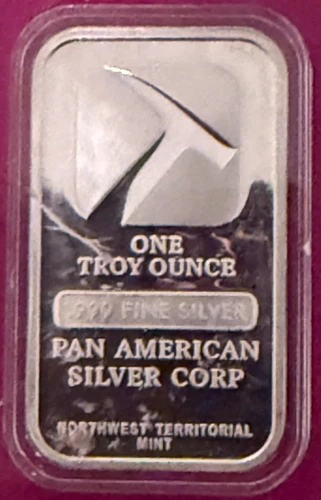 ONE
TROY OUNCE
.999 FINE SILVER
PAN AMERICAN
SILVER CORP
NORTHWEST TERRITORIAL
MINT